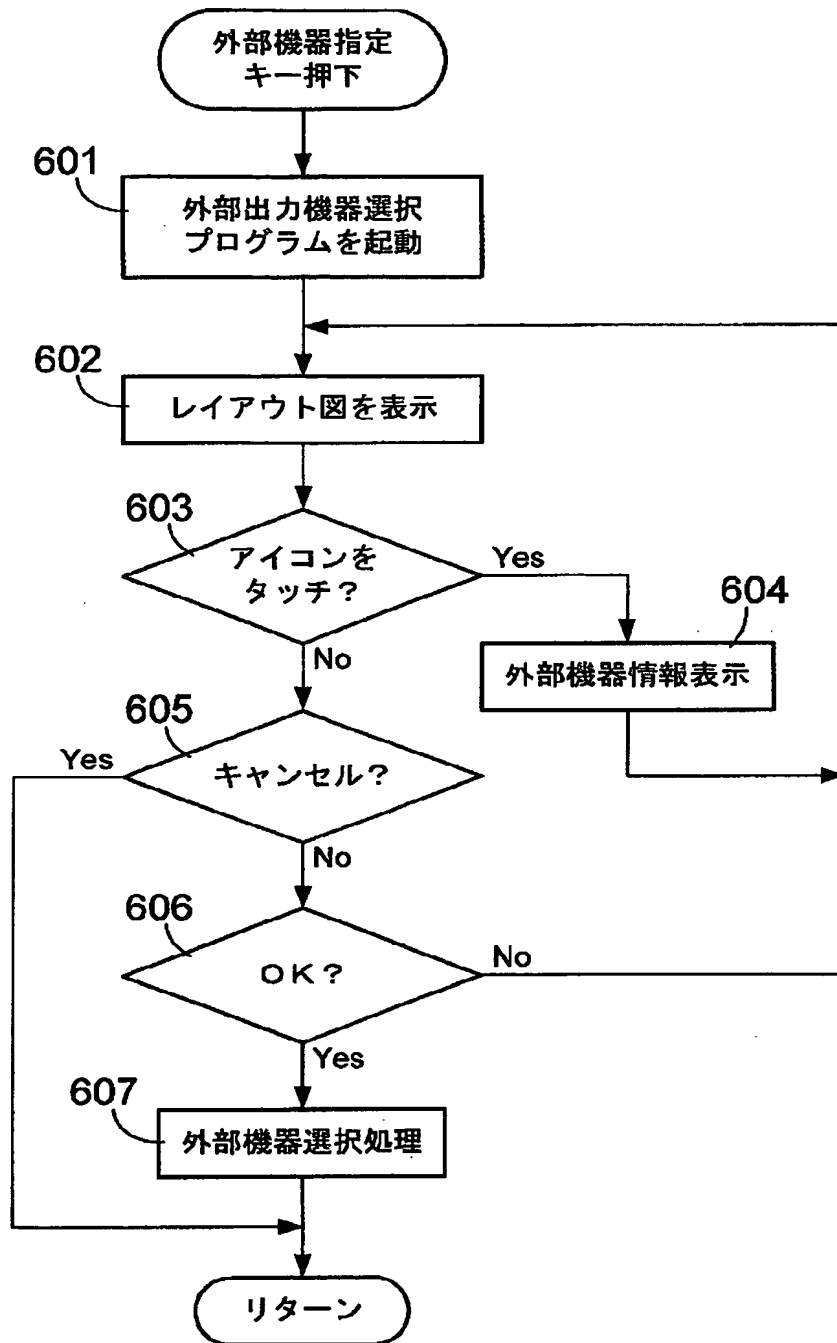 外部機器指定
キー押下
601
外部出力機器選択
プログラムを起動
602
レイアウト図を表示
603
アイコンを
タッチ？
Yes
604
No
外部機器情報表示
605
Yes
キャンセル？
No
606
OK？
No
Yes
607
外部機器選択処理
リターン